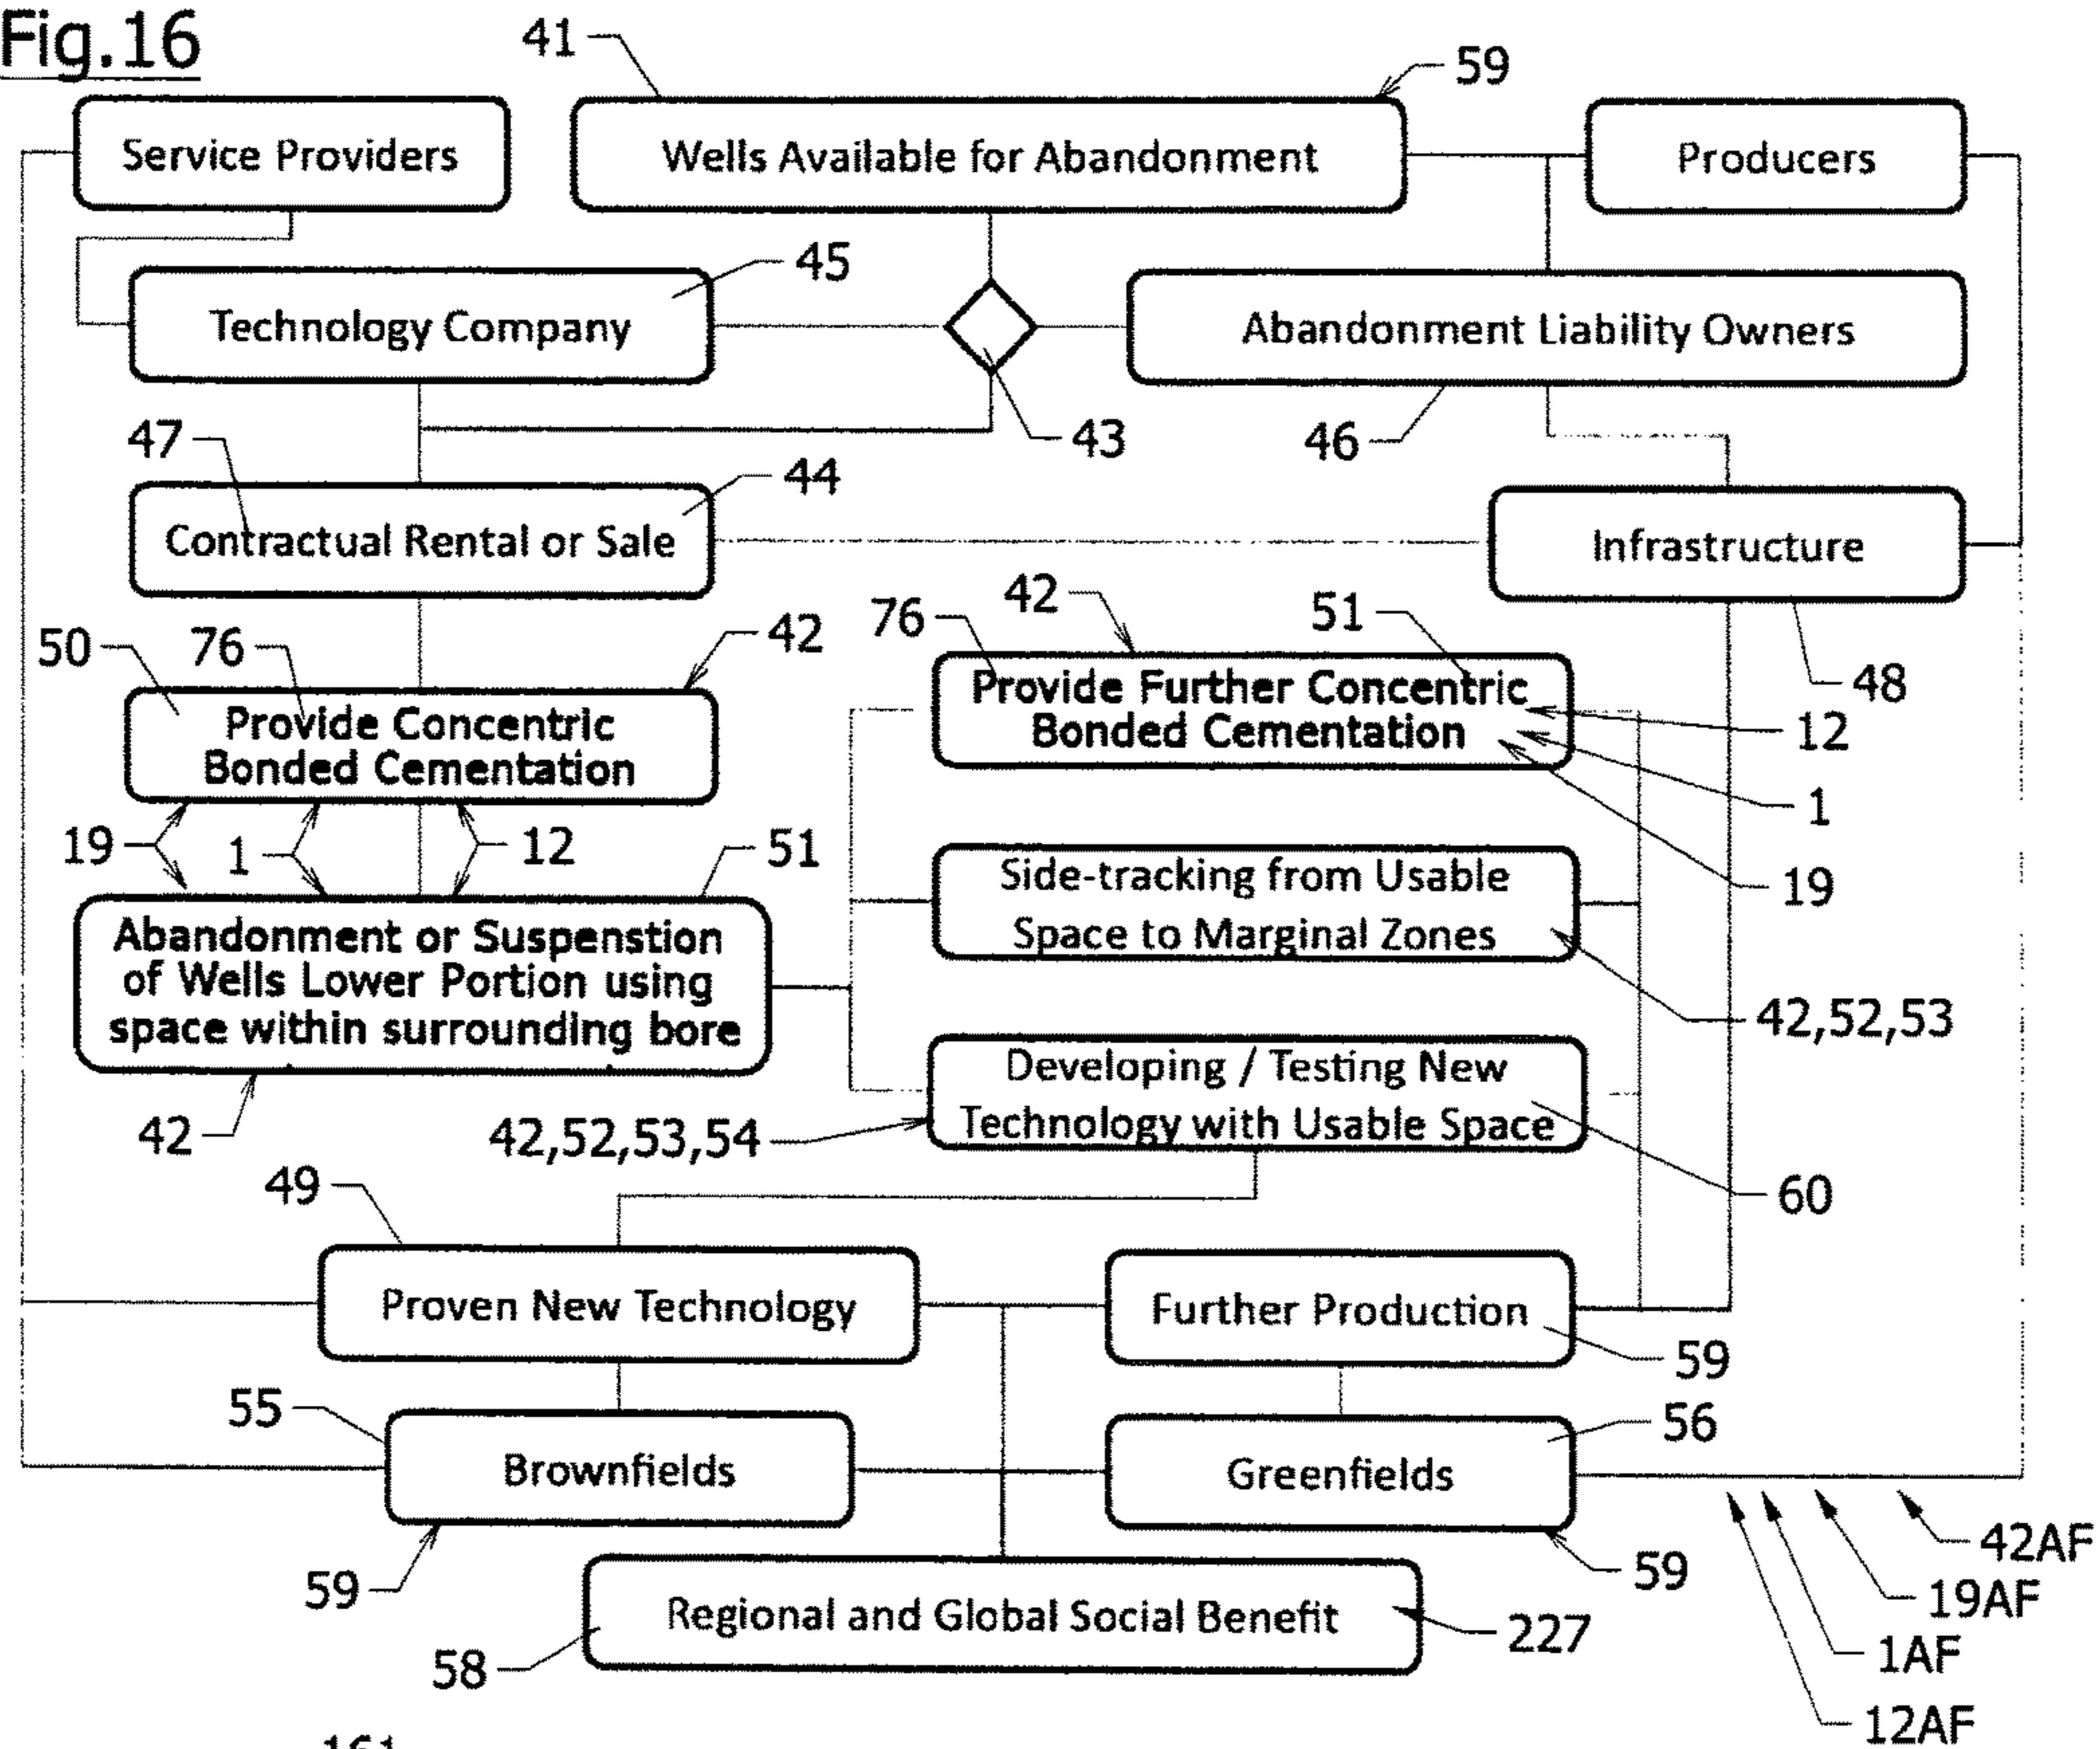 Fig.16
41
59
Service Providers
Wells Available for Abandonment
Producers
45
Technology Company
Abandonment Liability Owners
47
43
46
44
Contractual Rental or Sale
Infrastructure
50
76
42
76
42
51
48
Provide Concentric
Bonded Cementation
Provide Further Concentric
Bonded Cementation
12
1
19
1
12
51
19
Side-tracking from Usable
Space to Marginal Zones
Abandonment or Suspenstion
of Wells Lower Portion using
space within surrounding bore
42,52,53
Developing / Testing New
Technology with Usable Space
42
42,52,53,54
49
60
Proven New Technology
Further Production
59
55
56
Brownfields
Greenfields
59
59
42AF
19AF
Regional and Global Social Benefit
227
1AF
58
12AF